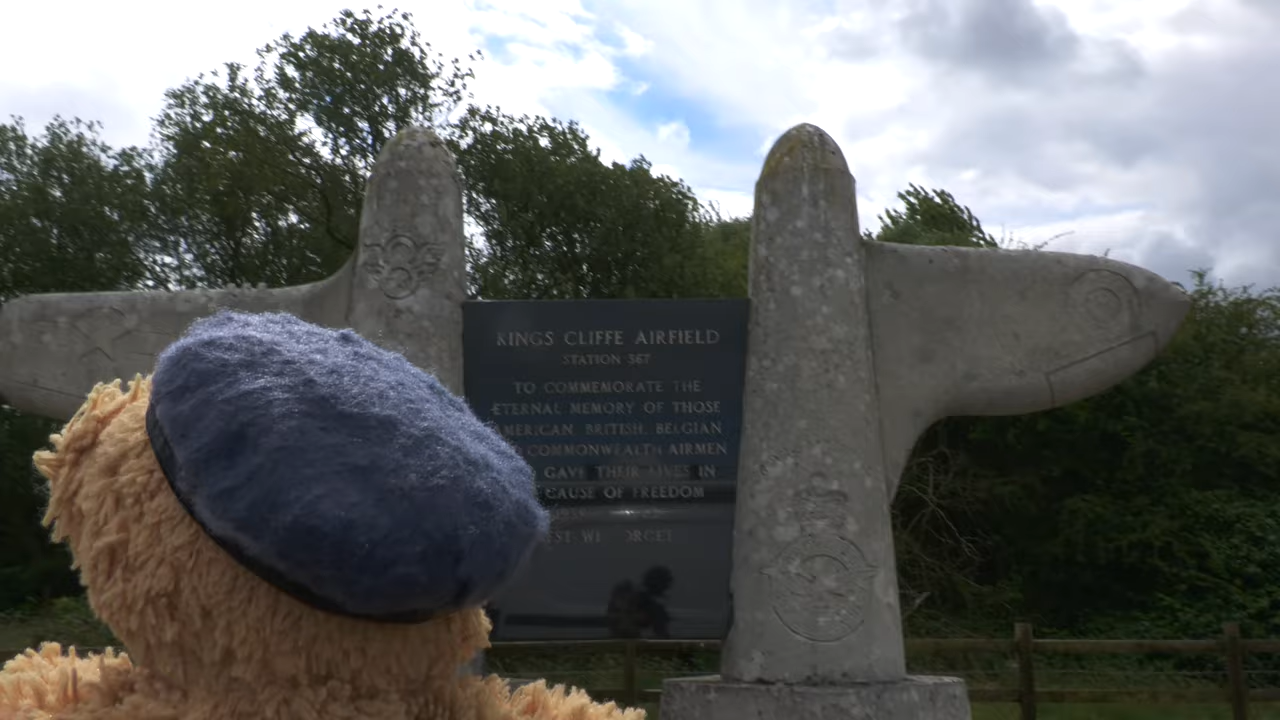 KINGS CLIFFE AIRFIELD
STATION 367
TO COMMEMORATE THE
ETERNAL MEMORY OF THOSE
AMERICAN BRITISH BELGIAN
COMMONWEALTH AIRMEN
GAVE THEIR LIVES IN
CAUSE OF FREEDOM